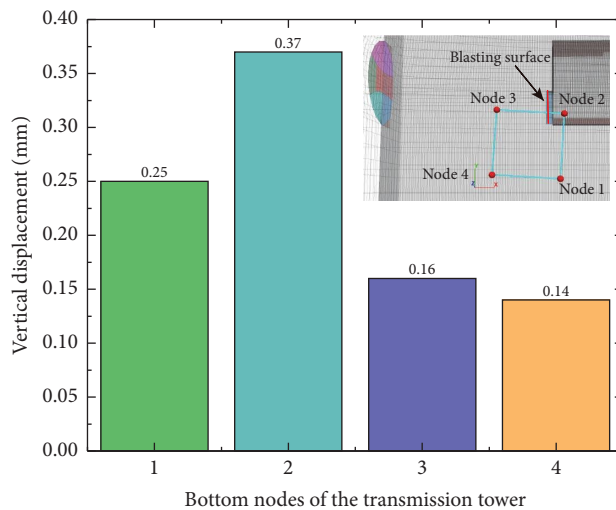 Vertical displacement (mm)
0.40
0.35
0.30
0.25
0.20
0.15
0.10
0.05
0.00
0.25
0.37
0.16
0.14
1
2
3
4
Bottom nodes of the transmission tower
Blasting surface
Node 3
Node 2
Node 4
Node 1